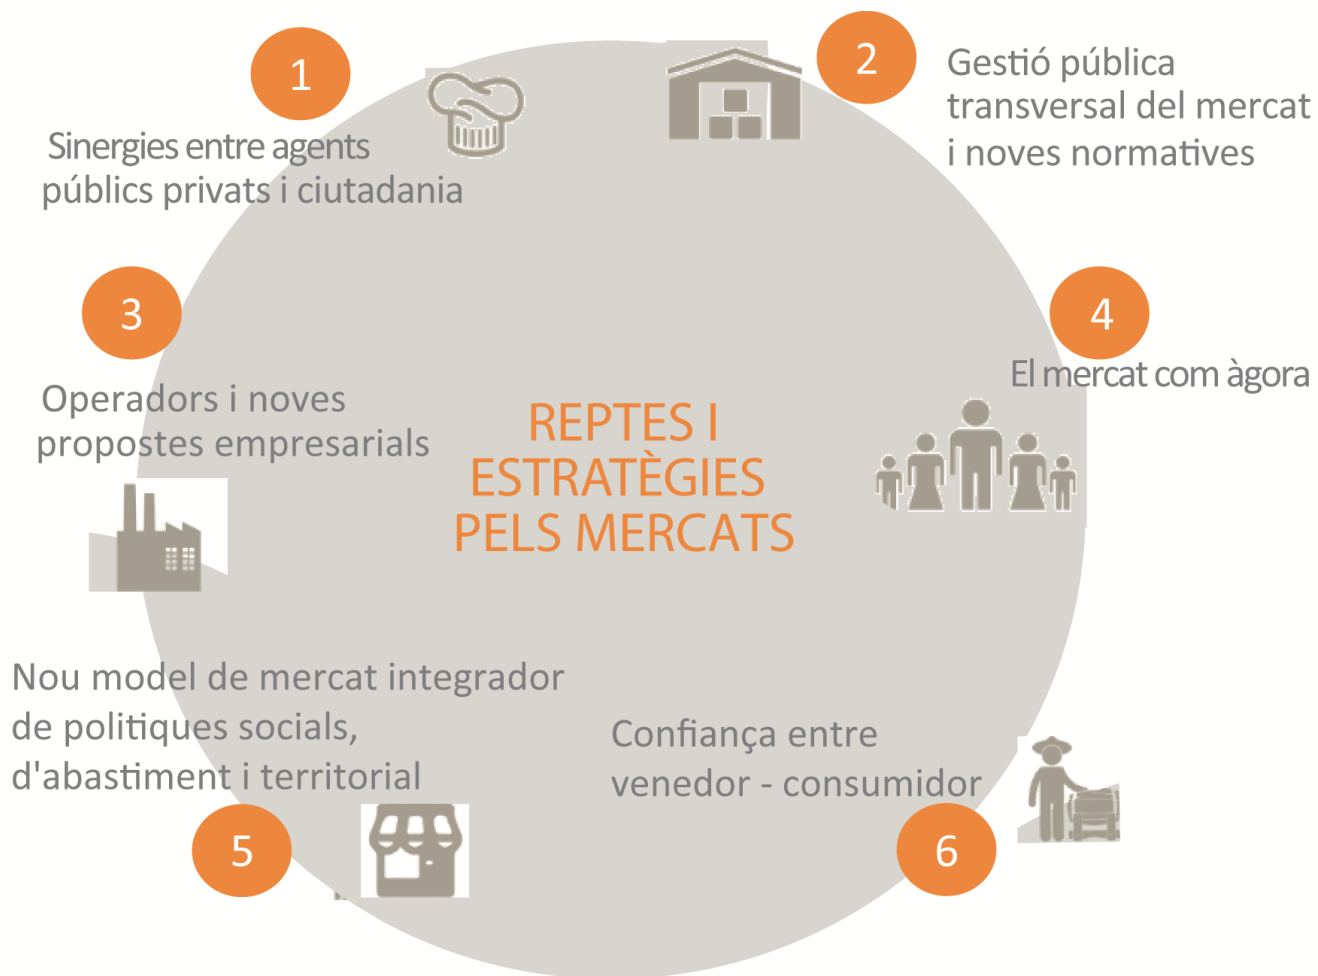 1
Sinergies entre agents
públics privats i ciutadania
2
Gestió pública
transversal del mercat
i noves normatives
3
Operadors i noves
propostes empresarials
4
El mercat com àgora
REPTES I
ESTRATÈGIES
PELS MERCATS
Nou model de mercat integrador
de politiques socials,
d'abastiment i territorial
5
Confiança entre
venedor - consumidor
6